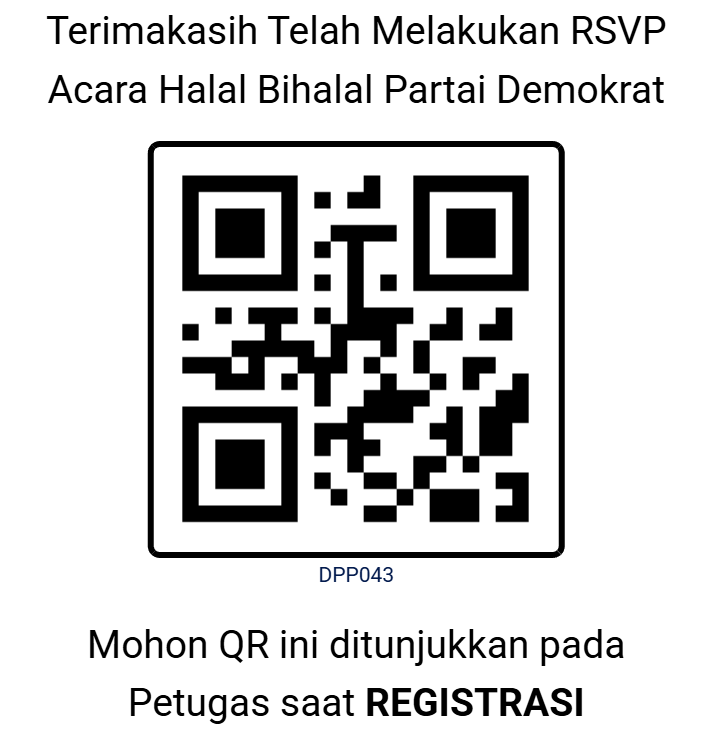 Terimakasih Telah Melakukan RSVP
Acara Halal Bihalal Partai Demokrat
DPP043
Mohon QR ini ditunjukkan pada
Petugas saat REGISTRASI